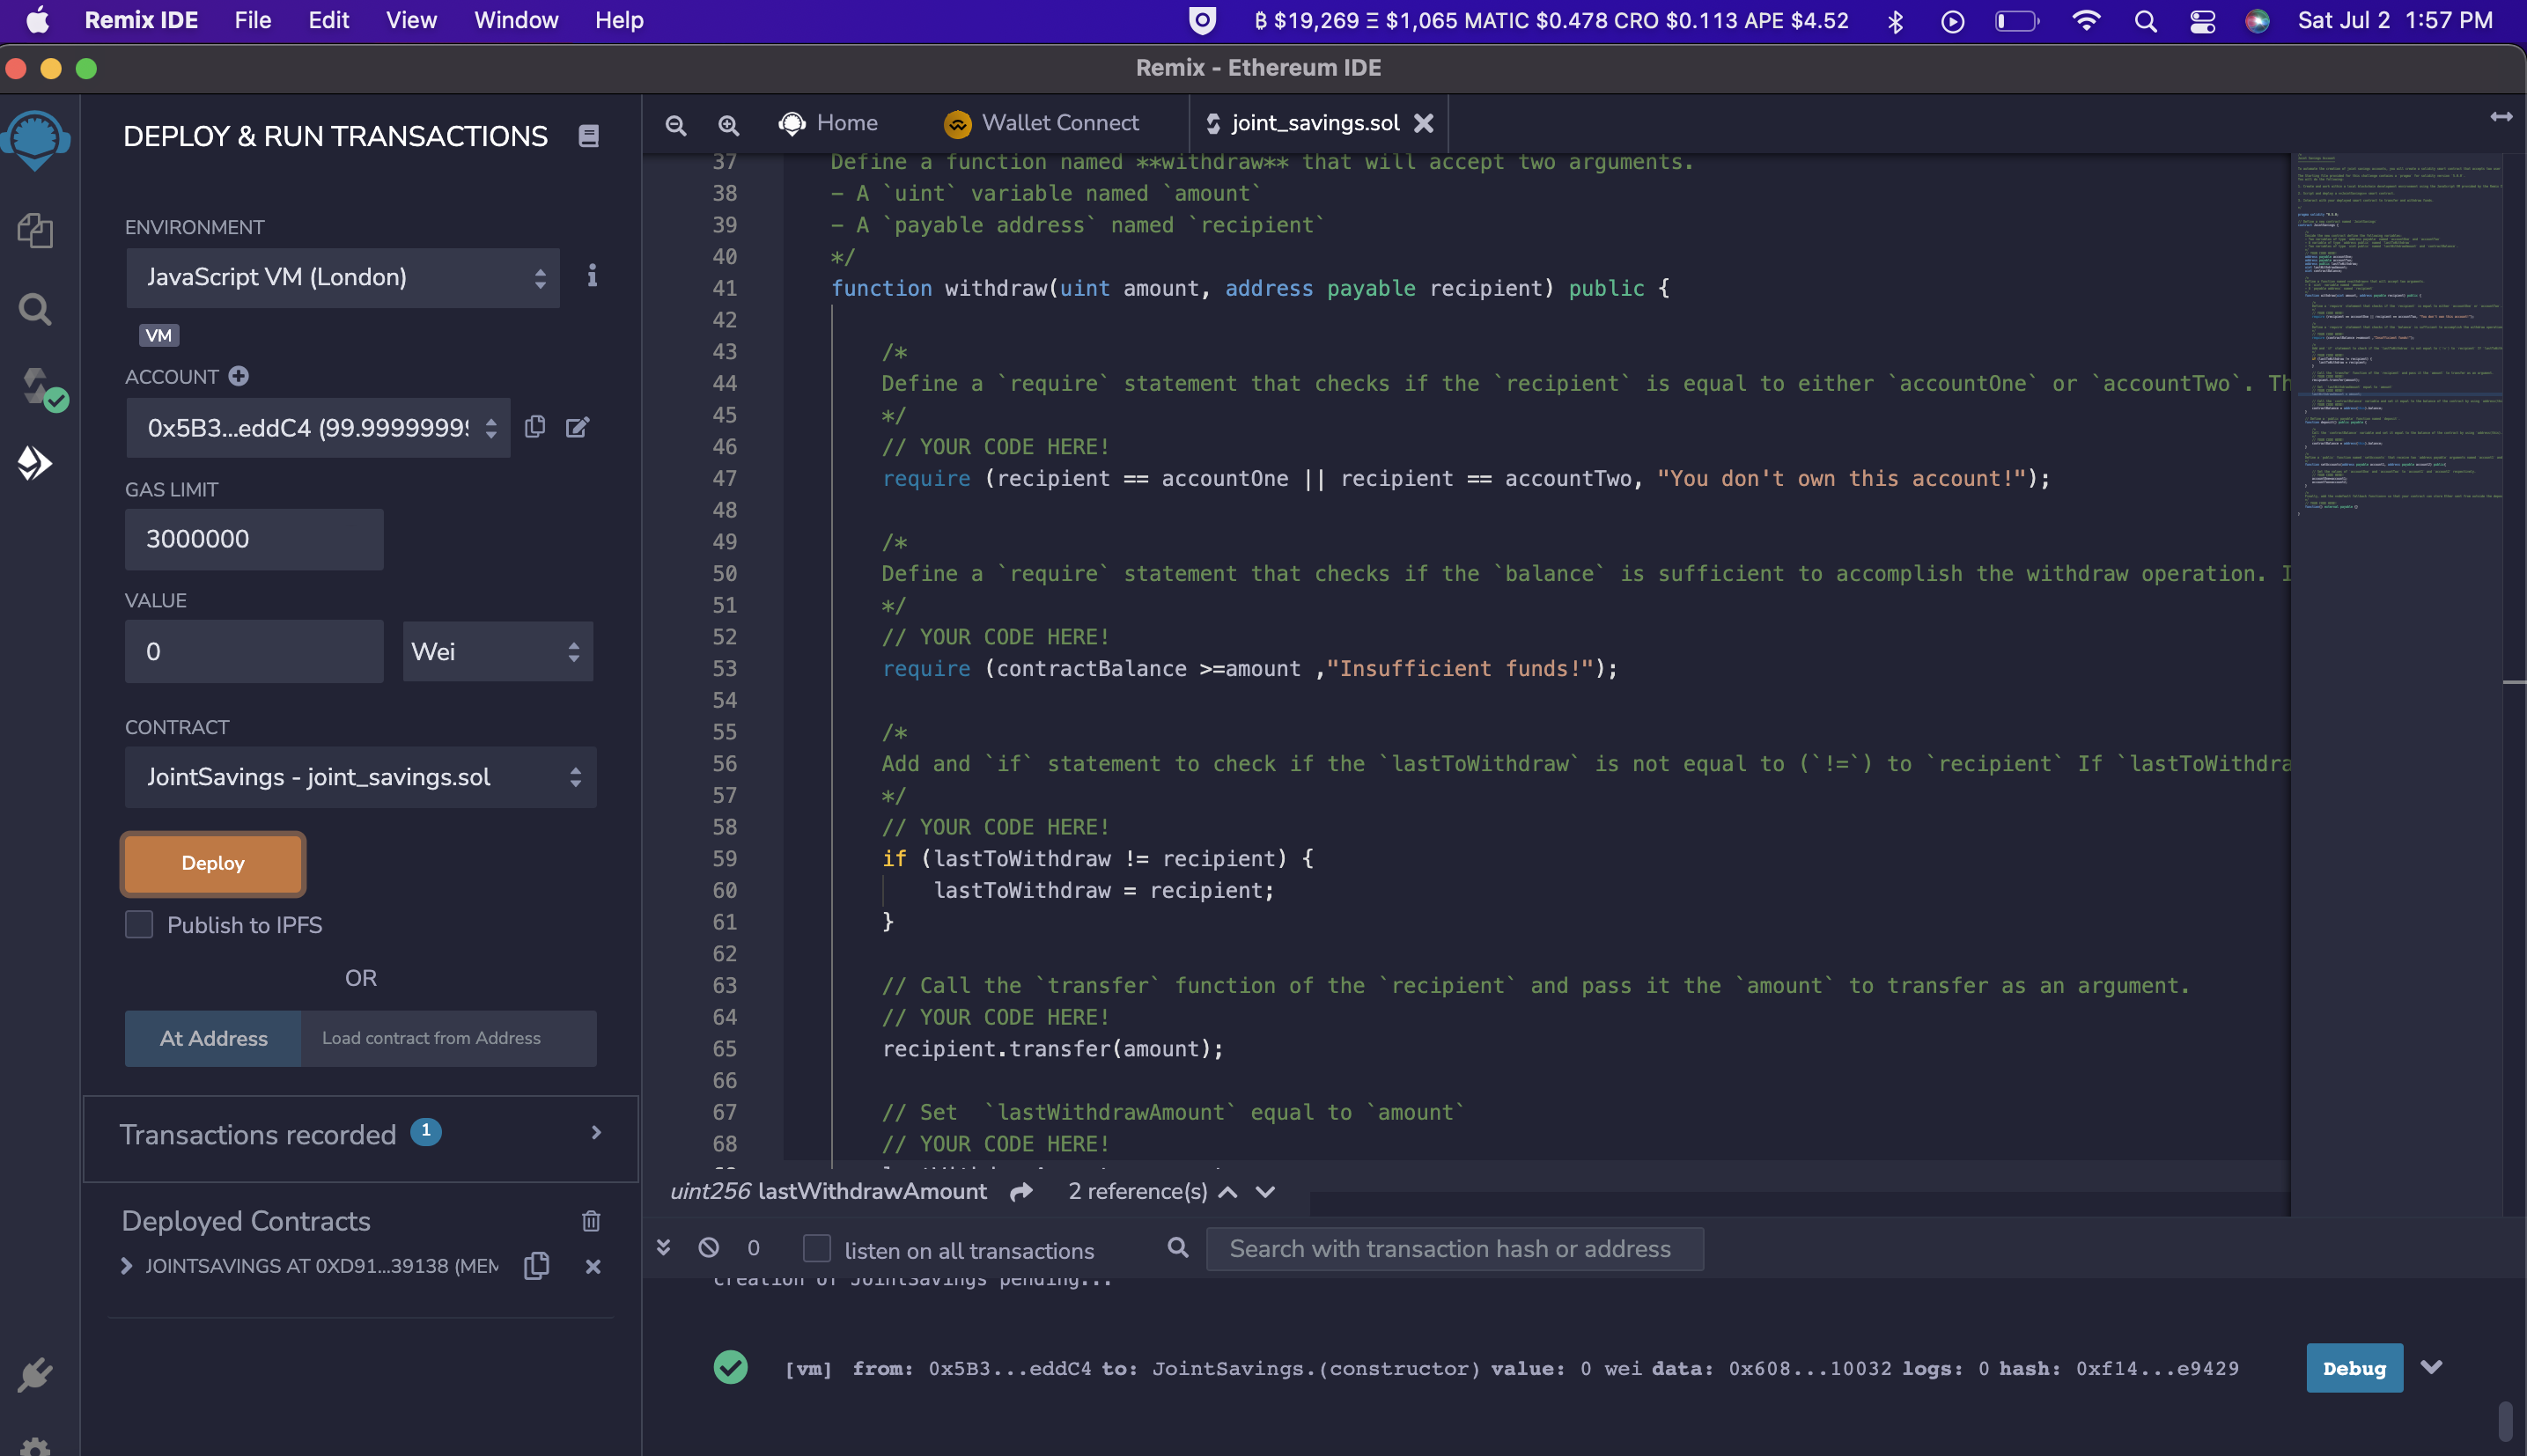 Remix IDE File Edit View Window Help
₿ $19,269 Ξ $1,065 MATIC $0.478 CRO $0.113 APE $4.52
Sat Jul 2 1:57 PM
Remix - Ethereum IDE
DEPLOY & RUN TRANSACTIONS
ENVIRONMENT
JavaScript VM (London)
VM
ACCOUNT
0x5B3...eddC4 (99.9999999
GAS LIMIT
3000000
VALUE
0
Wei
CONTRACT
JointSavings - joint_savings.sol
Deploy
Publish to IPFS
OR
At Address
Load contract from Address
Transactions recorded 1
Deployed Contracts
JOINTSAVINGS AT 0XD91...39138 (MEM
Home
Wallet Connect
joint_savings.sol
37 Define a function named **withdraw** that will accept two arguments.
38 - A `uint` variable named `amount`
39 - A `payable address` named `recipient`
40 */
41 function withdraw(uint amount, address payable recipient) public {
42
43 /*
44 Define a `require` statement that checks if the `recipient` is equal to either `accountOne` or `accountTwo`. Th
45 */
46 // YOUR CODE HERE!
47 require (recipient == accountOne || recipient == accountTwo, "You don't own this account!");
48
49 /*
50 Define a `require` statement that checks if the `balance` is sufficient to accomplish the withdraw operation. I
51 */
52 // YOUR CODE HERE!
53 require (contractBalance >=amount ,"Insufficient funds!");
54
55 /*
56 Add and `if` statement to check if the `lastToWithdraw` is not equal to (`!=`) to `recipient` If `lastToWithdra
57 */
58 // YOUR CODE HERE!
59 if (lastToWithdraw != recipient) {
60 lastToWithdraw = recipient;
61 }
62
63 // Call the `transfer` function of the `recipient` and pass it the `amount` to transfer as an argument.
64 // YOUR CODE HERE!
65 recipient.transfer(amount);
66
67 // Set  `lastWithdrawAmount` equal to `amount`
68 // YOUR CODE HERE!
uint256 lastWithdrawAmount
2 reference(s)
0
listen on all transactions
Search with transaction hash or address
creation of JointSavings pending...
[vm] from: 0x5B3...eddC4 to: JointSavings.(constructor) value: 0 wei data: 0x608...10032 logs: 0 hash: 0xf14...e9429
Debug